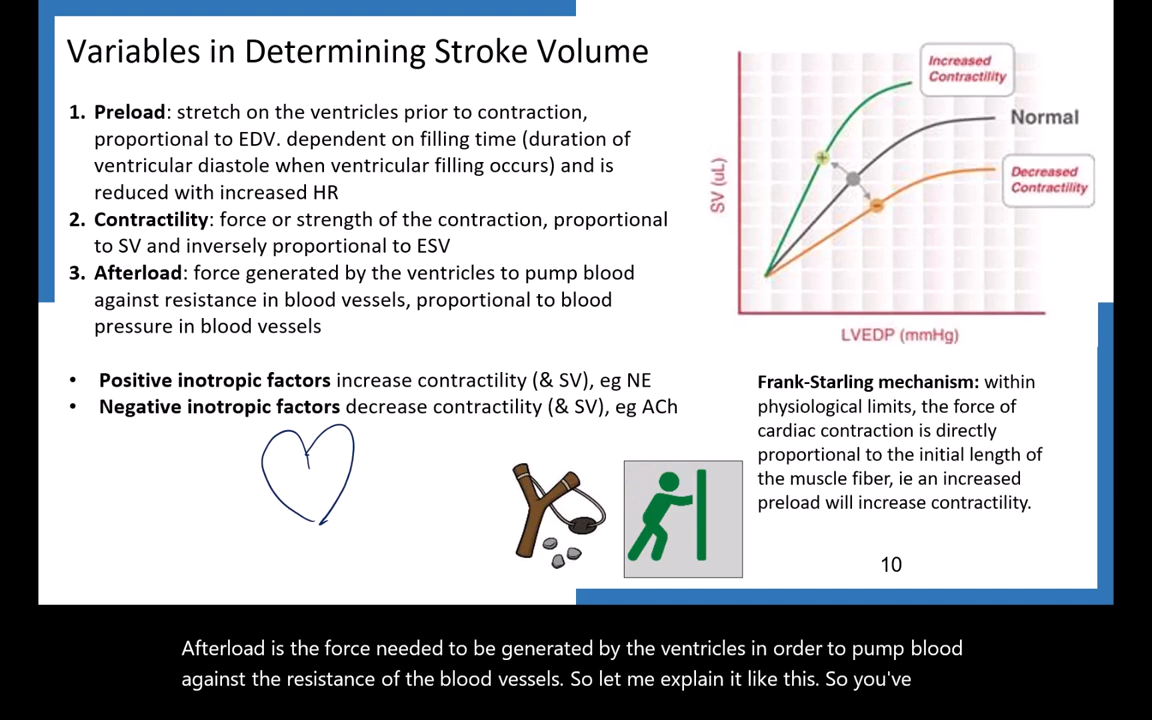 Variables in Determining Stroke Volume
1. Preload: stretch on the ventricles prior to contraction,
proportional to EDV. dependent on filling time (duration of
ventricular diastole when ventricular filling occurs) and is
reduced with increased HR
2. Contractility: force or strength of the contraction, proportional
to SV and inversely proportional to ESV
3. Afterload: force generated by the ventricles to pump blood
against resistance in blood vessels, proportional to blood
pressure in blood vessels
• Positive inotropic factors increase contractility (& SV), eg NE
• Negative inotropic factors decrease contractility (& SV), eg ACh
Increased
Contractility
Normal
Decreased
Contractility
SV (uL)
+
-
LVEDP (mmHg)
Frank-Starling mechanism: within
physiological limits, the force of
cardiac contraction is directly
proportional to the initial length of
the muscle fiber, ie an increased
preload will increase contractility.
10
Afterload is the force needed to be generated by the ventricles in order to pump blood
against the resistance of the blood vessels. So let me explain it like this. So you've